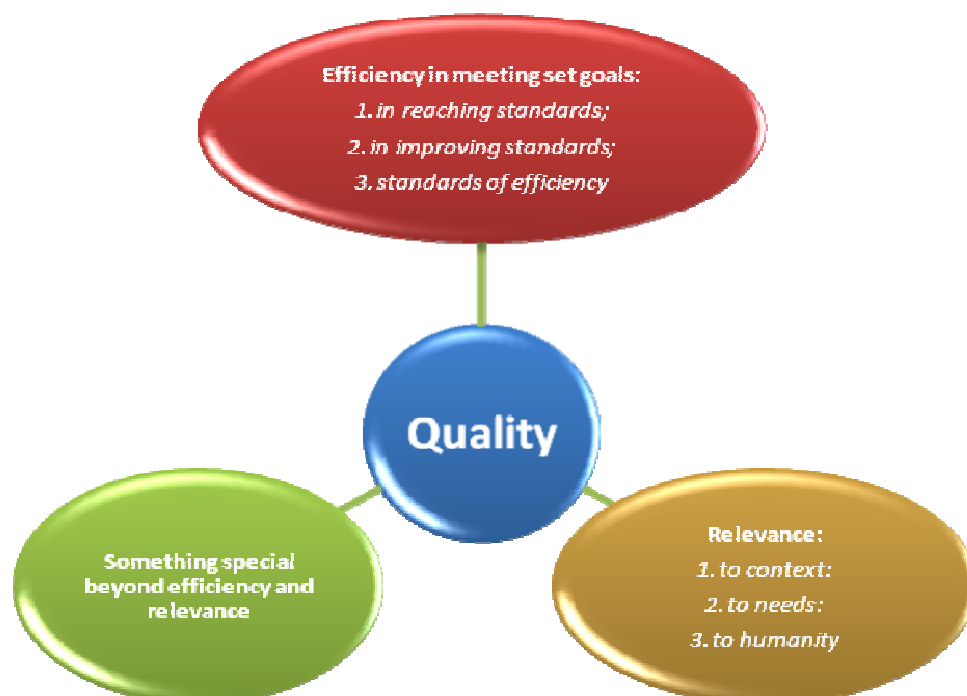 Efficiency in meeting set goals:
1. in reaching standards;
2. in improving standards;
3. standards of efficiency
Quality
Something special
beyond efficiency and
relevance
Relevance:
1. to context:
2. to needs:
3. to humanity